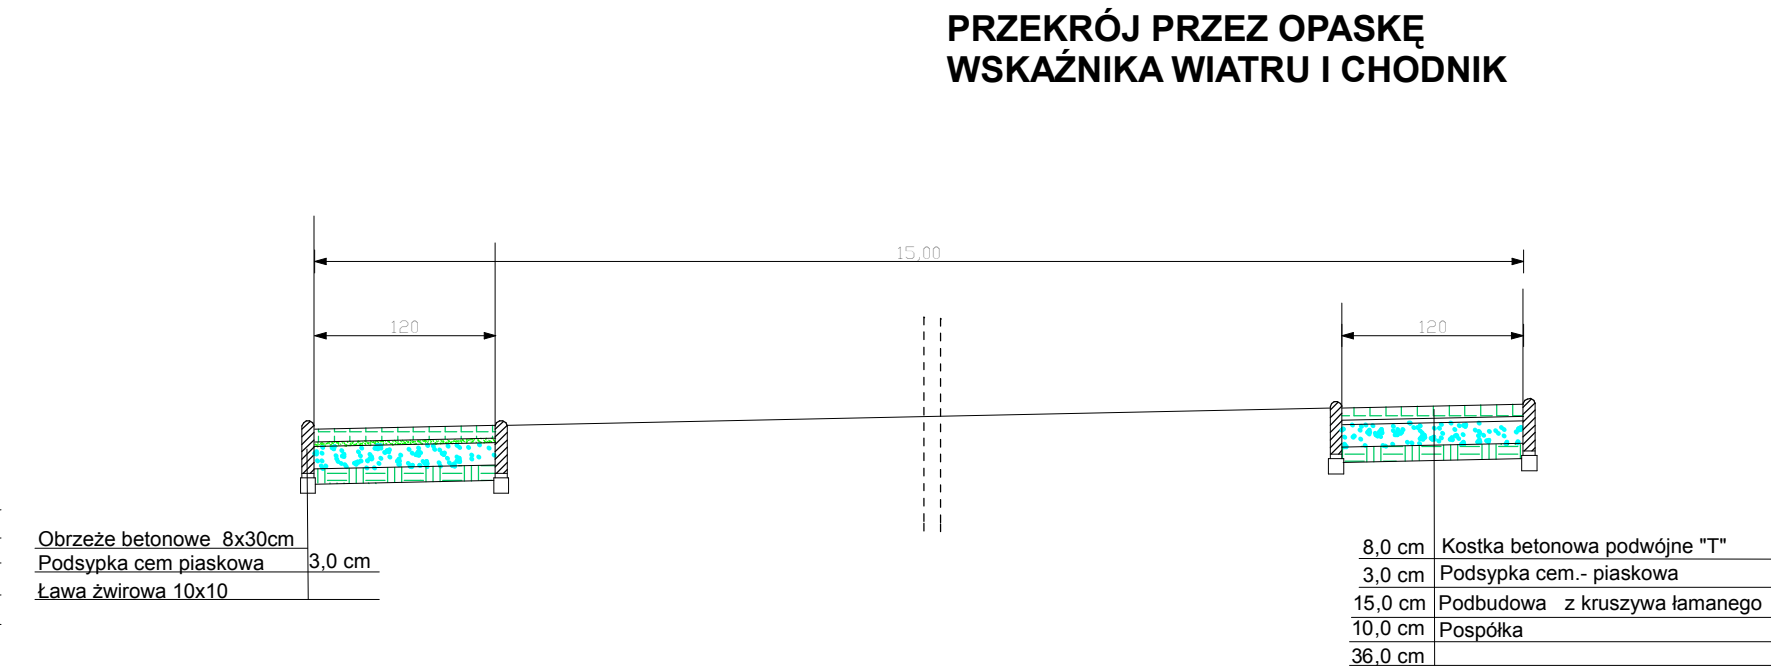 PRZEKRÓJ PRZEZ OPASKĘ
WSKAŹNIKA WIATRU I CHODNIK
15,00
120
120
Obrzeże betonowe 8x30cm
Podsypka cem piaskowa 3,0 cm
Ława żwirowa 10x10
8,0 cm Kostka betonowa podwójne "T"
3,0 cm Podsypka cem.- piaskowa
15,0 cm Podbudowa z kruszywa łamanego
10,0 cm Pospółka
36,0 cm